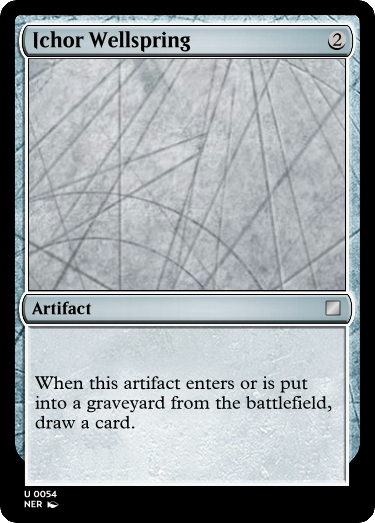 Ichor Wellspring 2
Artifact
When this artifact enters or is put
into a graveyard from the battlefield,
draw a card.
U 0054
NER